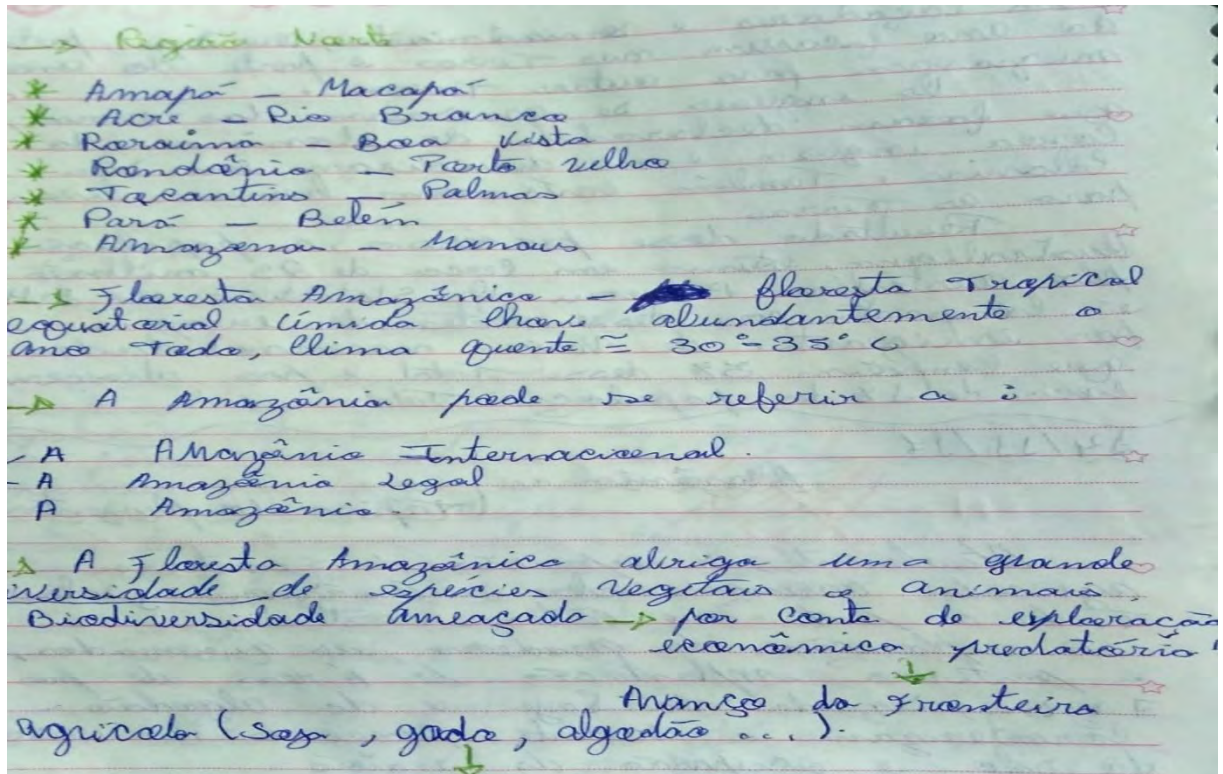 → Região Norte
* Amapá - Macapá
* Acre - Rio Branco
* Roraima - Boa Vista
* Rondônia - Porto Velho
* Tocantins - Palmas
* Pará - Belém
* Amazonas - Manaus
→ Floresta Amazônica - floresta Tropical
equatorial úmida chove abundantemente o
ano todo, Clima quente ≅ 30°-35° C
→ A Amazônia pode se referir a :
- A Amazônia Internacional.
- A Amazônia Legal
A Amazônia.
→ A Floresta Amazônica abriga uma grande
iversidade de espécies vegetais e animais.
Biodiversidade ameaçada → por conta de exploração
econômica predatória
↓
Avanço da Fronteira
agrícola (soja, gado, algodão ...).
↓